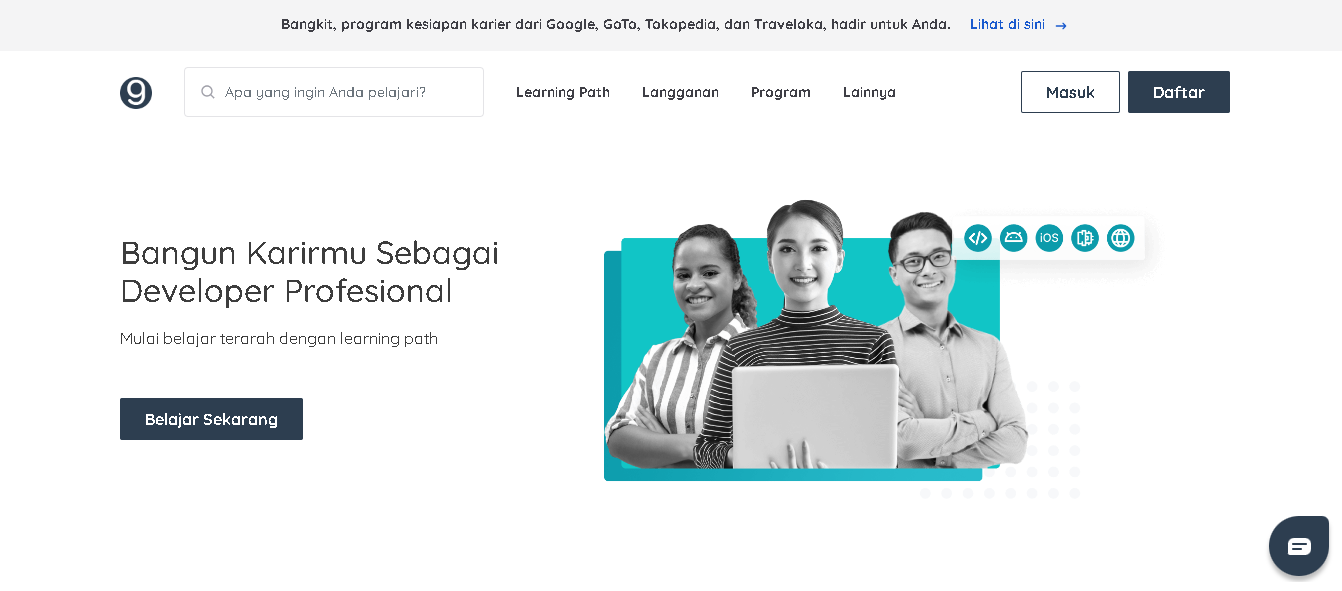 Bangkit, program kesiapan karier dari Google, GoTo, Tokopedia, dan Traveloka, hadir untuk Anda. Lihat di sini →
9 Apa yang ingin Anda pelajari? Learning Path Langganan Program Lainnya Masuk Daftar
iOS
Bangun Karirmu Sebagai
Developer Profesional
Mulai belajar terarah dengan learning path
Belajar Sekarang